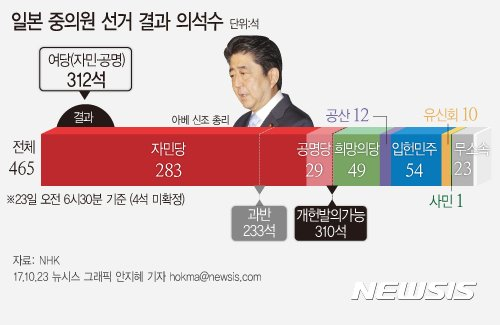 일본 중의원 선거 결과 의석수 단위:석
여당(자민·공명)
312석
결과
아베 신조 총리
공산 12
유신회 10
전체
465
자민당
283
공명당
29
희망의당
49
입헌민주
54
무소속
23
사민 1
※23일 오전 6시30분 기준 (4석 미확정)
과반
233석
개헌발의가능
310석
자료: NHK
17.10.23 뉴시스 그래픽 안지혜 기자 hokma@newsis.com
NEWSIS